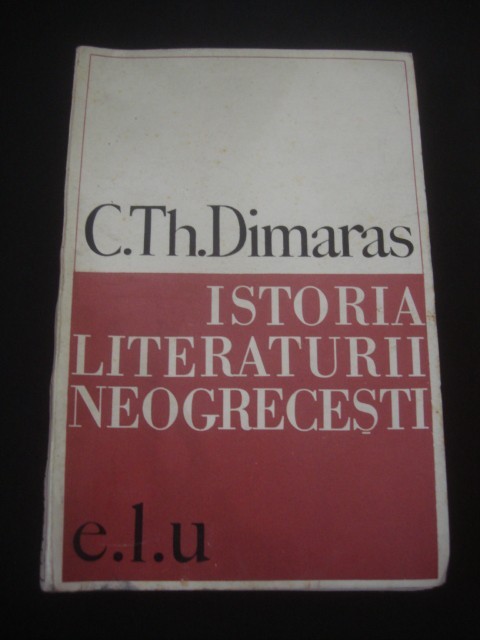 C.Th.Dimaras
ISTORIA
LITERATURII
NEOGRECEȘTI
e.l.u